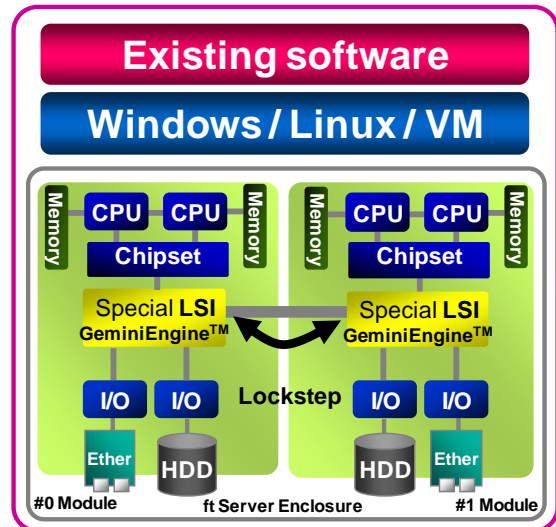 Existing software
Windows / Linux / VM
Memory
CPU
CPU
Memory
Chipset
Special LSI
GeminiEngine™
I/O
I/O
Ether
HDD
#0 Module
Memory
CPU
CPU
Memory
Chipset
Special LSI
GeminiEngine™
I/O
I/O
HDD
Ether
#1 Module
Lockstep
ft Server Enclosure